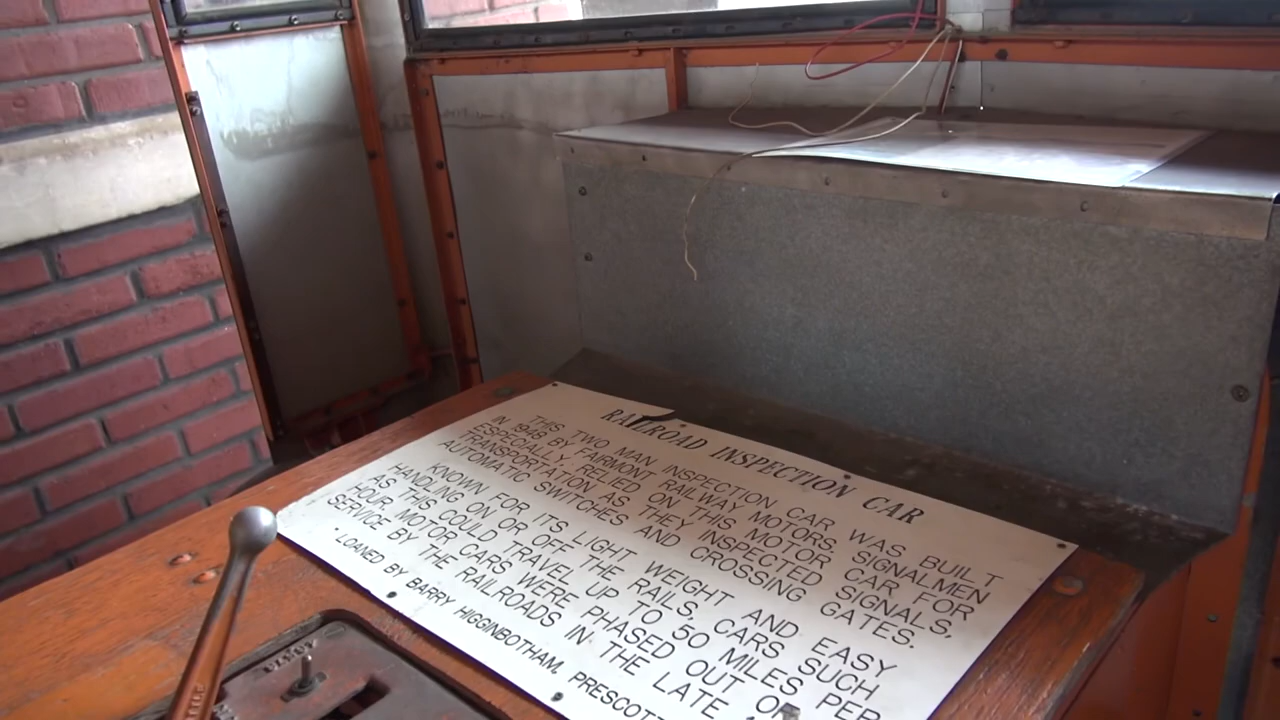 RAILROAD INSPECTION CAR
THIS TWO MAN INSPECTION CAR WAS BUILT
IN 1948 BY FAIRMONT RAILWAY MOTORS. SIGNALMEN
ESPECIALLY, RELIED ON THIS MOTOR CAR FOR
TRANSPORTATION AS THEY INSPECTED SIGNALS,
AUTOMATIC SWITCHES AND CROSSING GATES.
KNOWN FOR ITS LIGHT WEIGHT AND EASY
HANDLING ON OR OFF THE RAILS, CARS SUCH
AS THIS COULD TRAVEL UP TO 50 MILES PER
HOUR. MOTOR CARS WERE PHASED OUT OF
SERVICE BY THE RAILROADS IN THE LATE
LOANED BY BARRY HIGGINBOTHAM, PRESCOTT